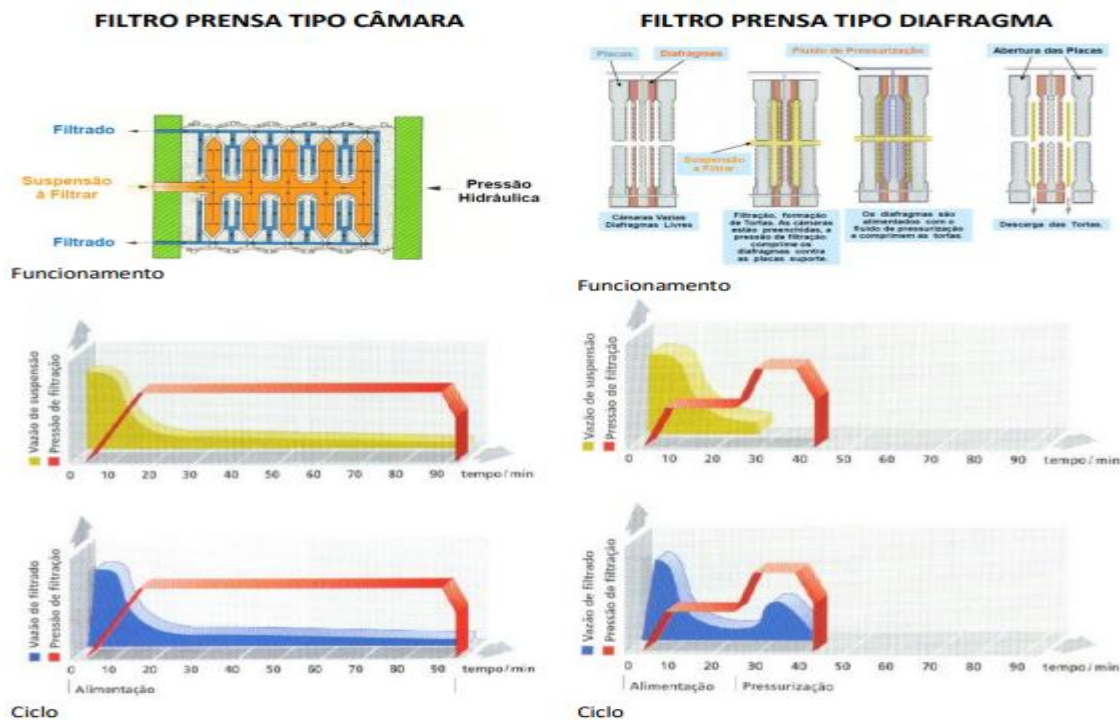 FILTRO PRENSA TIPO CÂMARA
Filtrado
Suspensão
à Filtrar
Filtrado
Pressão
Hidráulica
Funcionamento
Vazão de suspensão
Pressão de filtração
0 10 20 30 40 50 60 70 80 90 tempo/min
Vazão de filtrado
Pressão de filtração
0 10 20 30 40 50 60 70 80 90 tempo/min
Alimentação
Ciclo
FILTRO PRENSA TIPO DIAFRAGMA
Placas
Diafragmas
Fluido de Pressurização
Abertura das Placas
Suspensão
a Filtrar
Câmaras Vazias
Diafragmas Livres
Filtração, formação
de Tortas. As câmaras
estão preenchidas, a
pressão de filtração
comprime os
diafragmas contra
as placas suporte.
Os diafragmas são
alimentados com o
fluido de pressurização
e comprimem as tortas.
Descarga das Tortas.
Funcionamento
Vazão de suspensão
Pressão de filtração
0 10 20 30 40 50 60 70 80 90 tempo/min
Vazão de filtrado
Pressão de filtração
0 10 20 30 40 50 60 70 80 90 tempo/min
Alimentação
Pressurização
Ciclo